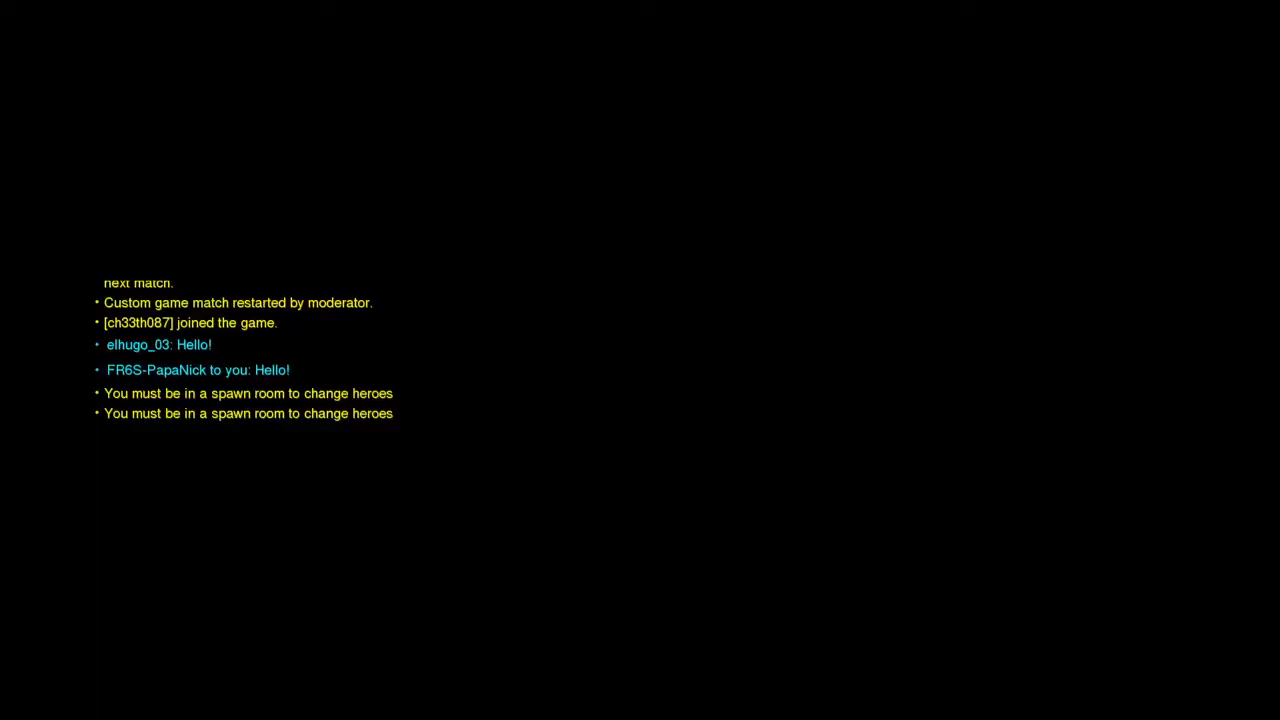 next match.
• Custom game match restarted by moderator.
• [ch33th087] joined the game.
• elhugo_03: Hello!
• FR6S-PapaNick to you: Hello!
• You must be in a spawn room to change heroes
• You must be in a spawn room to change heroes